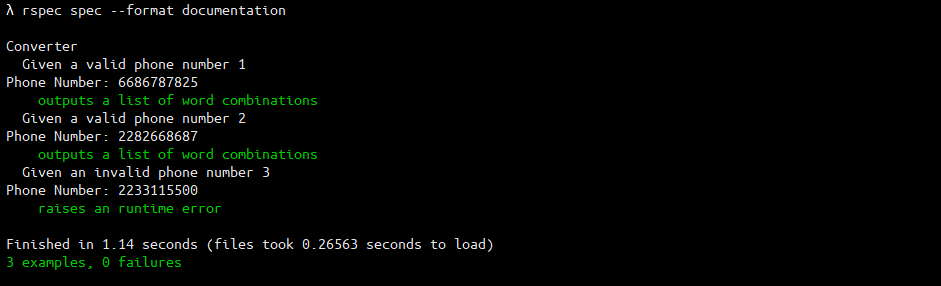 λ rspec spec --format documentation
Converter
Given a valid phone number 1
Phone Number: 6686787825
outputs a list of word combinations
Given a valid phone number 2
Phone Number: 2282668687
outputs a list of word combinations
Given an invalid phone number 3
Phone Number: 2233115500
raises an runtime error
Finished in 1.14 seconds (files took 0.26563 seconds to load)
3 examples, 0 failures